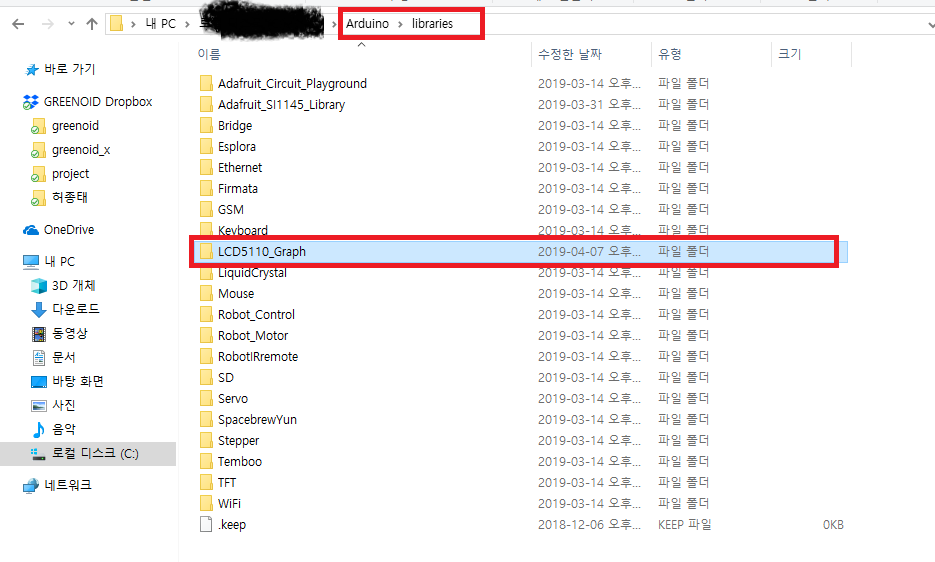 내 PC
Arduino
libraries
이름 수정한 날짜 유형 크기
바로 가기
GREENOID Dropbox
greenoid
greenoid_x
project
허종태
OneDrive
내 PC
3D 개체
다운로드
동영상
문서
바탕 화면
사진
음악
로컬 디스크 (C:)
네트워크
Adafruit_Circuit_Playground 2019-03-14 오후... 파일 폴더
Adafruit_SI1145_Library 2019-03-31 오후... 파일 폴더
Bridge 2019-03-14 오후... 파일 폴더
Esplora 2019-03-14 오후... 파일 폴더
Ethernet 2019-03-14 오후... 파일 폴더
Firmata 2019-03-14 오후... 파일 폴더
GSM 2019-03-14 오후... 파일 폴더
Keyboard 2019-03-14 오후... 파일 폴더
LCD5110_Graph 2019-04-07 오후... 파일 폴더
LiquidCrystal 2019-03-14 오후... 파일 폴더
Mouse 2019-03-14 오후... 파일 폴더
Robot_Control 2019-03-14 오후... 파일 폴더
Robot_Motor 2019-03-14 오후... 파일 폴더
RobotIRremote 2019-03-14 오후... 파일 폴더
SD 2019-03-14 오후... 파일 폴더
Servo 2019-03-14 오후... 파일 폴더
SpacebrewYun 2019-03-14 오후... 파일 폴더
Stepper 2019-03-14 오후... 파일 폴더
Temboo 2019-03-14 오후... 파일 폴더
TFT 2019-03-14 오후... 파일 폴더
WiFi 2019-03-14 오후... 파일 폴더
.keep 2018-12-06 오후... KEEP 파일 0KB